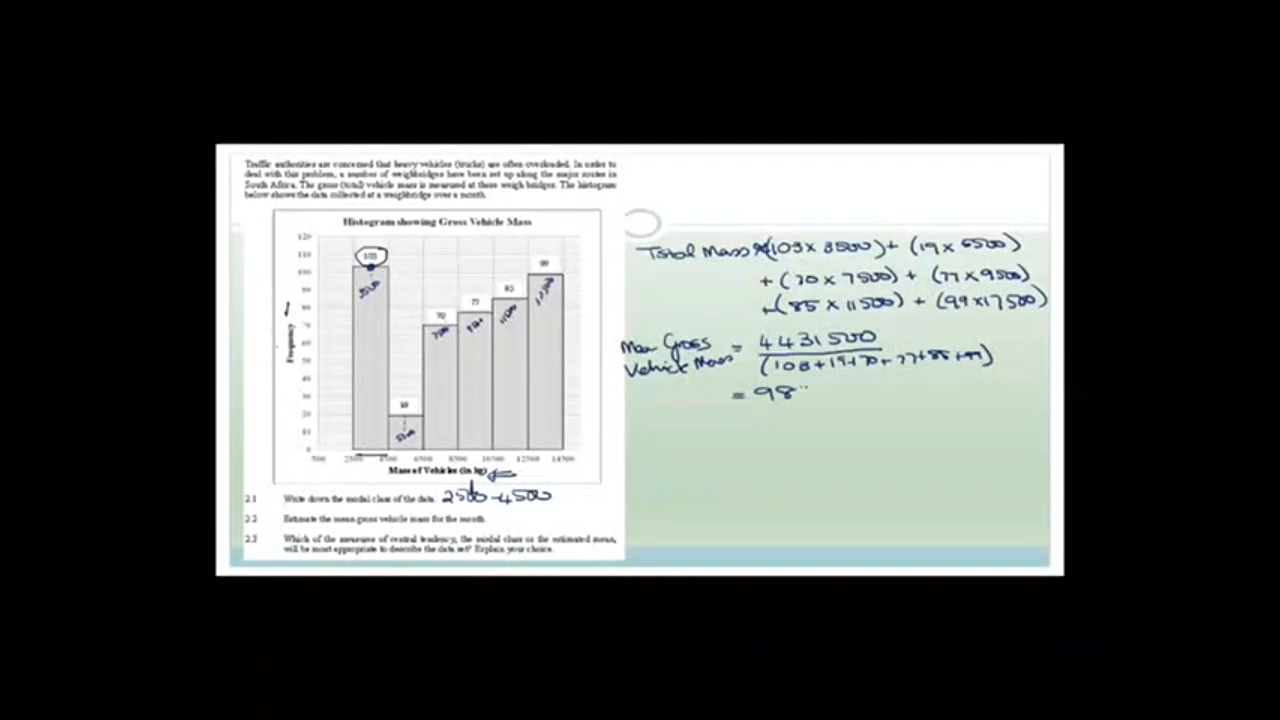 Traffic authorities are concerned that heavy vehicles (trucks) are often overloaded. In order to
deal with this problem, a number of weighbridges have been set up along the major routes in
South Africa. The gross (total) vehicle mass is measured at these weigh bridges. The histogram
below shows the data collected at a weighbridge over a month.
Histogram showing Gross Vehicle Mass
120
110
100
90
80
70
60
50
40
30
20
10
0
Frequency
103
19
70
77
85
99
3500
7500
11500
500 2500 4500 6500 8500 10500 12500 14500
Mass of Vehicles (in kg)
2.1 Write down the modal class of the data. 2500-4500
2.2 Estimate the mean gross vehicle mass for the month.
2.3 Which of the measures of central tendency, the modal class or the estimated mean,
will be most appropriate to describe the data set? Explain your choice.
Total Mass (103 x 3500) + (19 x 5500)
+ (70 x 7500) + (77 x 9500)
+ (85 x 11500) + (99 x 17500)
Mean Gross
Vehicle Mass
= 4431500
(103+19+70+77+85+99)
= 98